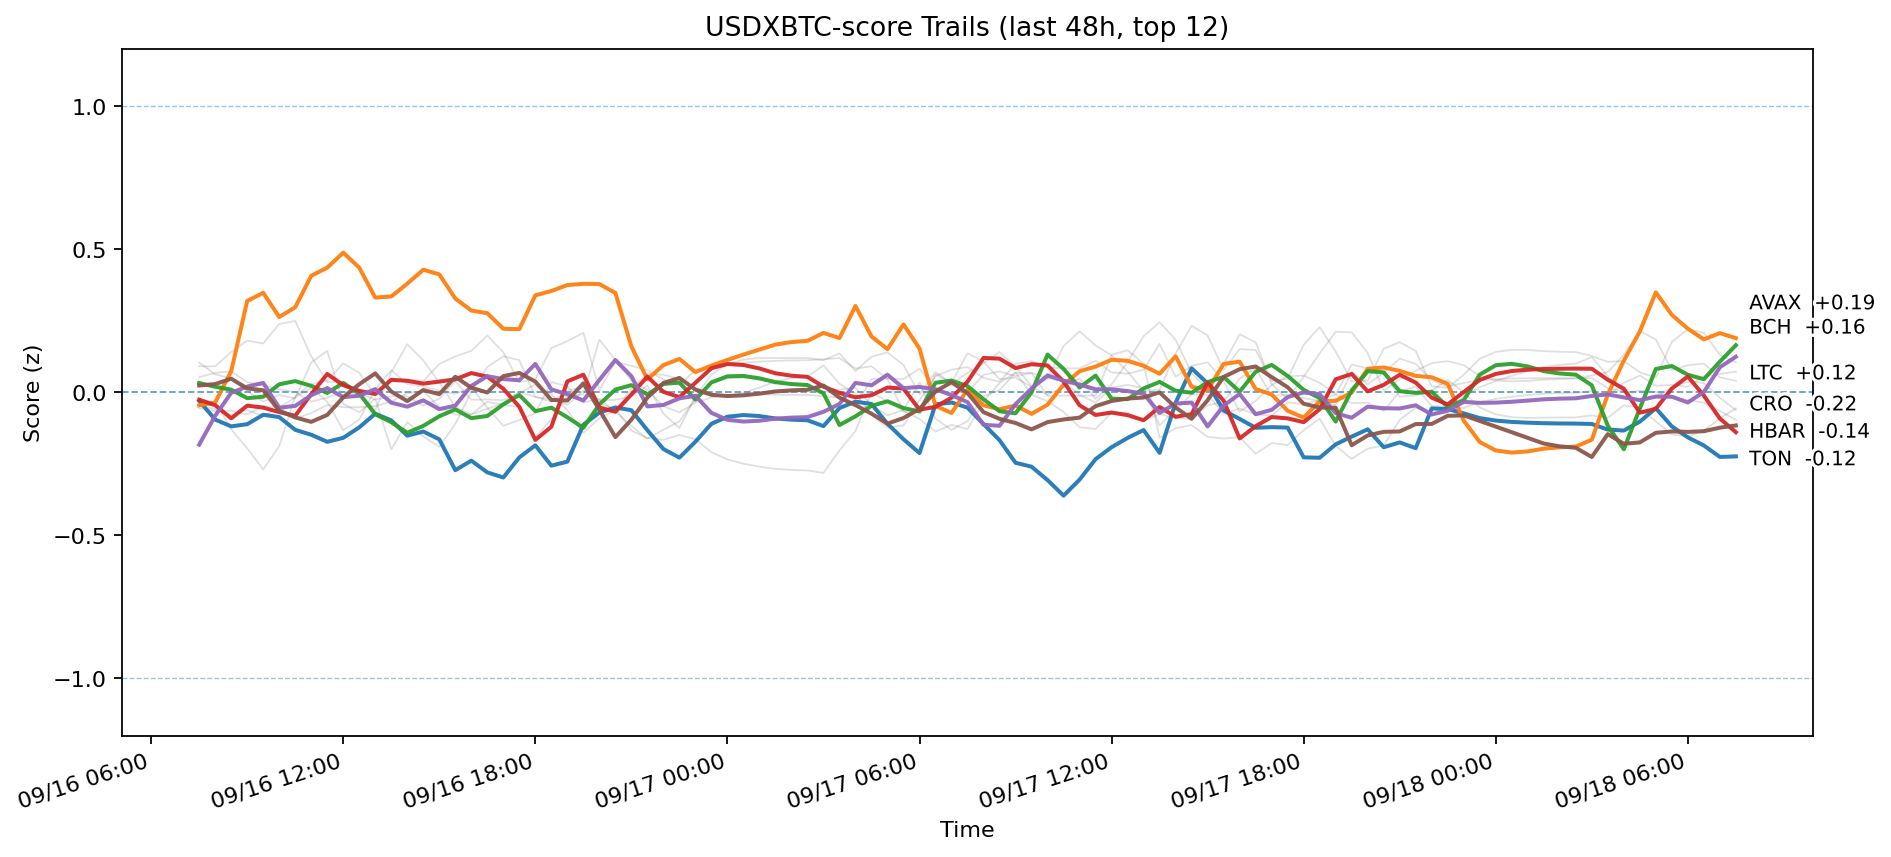 USDXBTC-score Trails (last 48h, top 12)
Score (z)
1.0
0.5
0.0
−0.5
−1.0
AVAX +0.19
BCH +0.16
LTC +0.12
CRO -0.22
HBAR -0.14
TON -0.12
09/16 06:00
09/16 12:00
09/16 18:00
09/17 00:00
09/17 06:00
09/17 12:00
09/17 18:00
09/18 00:00
09/18 06:00
Time